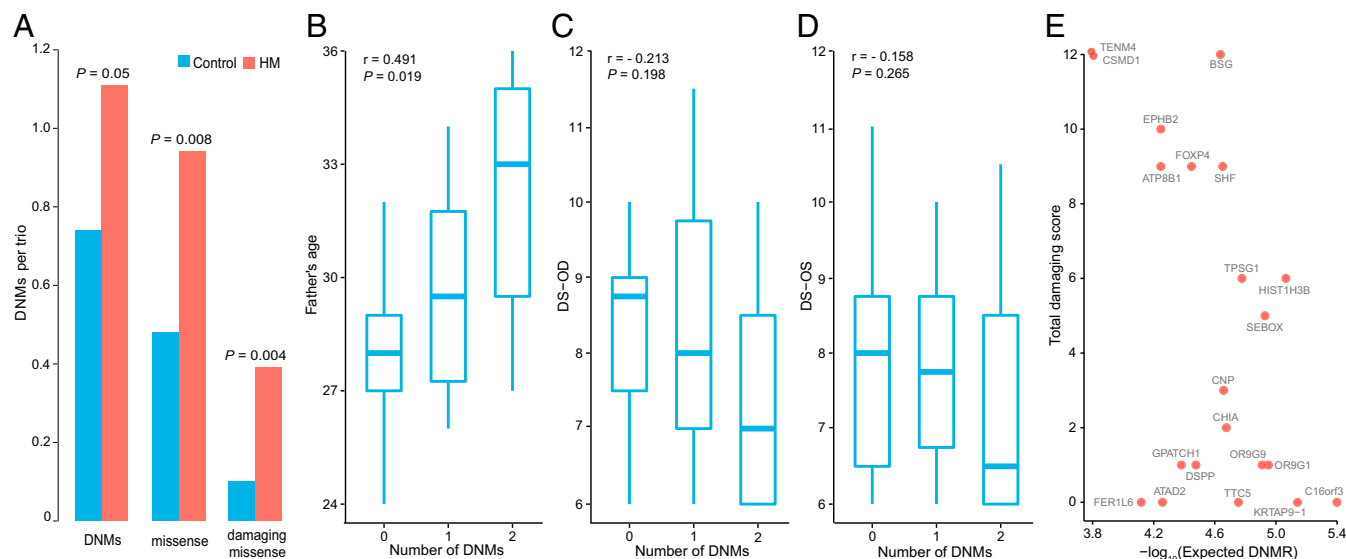 A
1.2
Control HM
P = 0.05
1.0
P = 0.008
0.8
DNMs per trio
0.6
P = 0.004
0.4
0.2
0
DNMs missense damaging
missense
B
36
r = 0.491
P = 0.019
33
Father's age
30
27
24
0 1 2
Number of DNMs
C
12
r = - 0.213
P = 0.198
11
10
9
DS−OD
8
7
6
0 1 2
Number of DNMs
D
12
r = - 0.158
P = 0.265
11
10
9
DS−OS
8
7
6
0 1 2
Number of DNMs
E
TENM4
12
CSMD1
BSG
10
EPHB2
FOXP4
ATP8B1 SHF
8
Total damaging score
TPSG1
6
HIST1H3B
SEBOX
4
CNP
CHIA
2
GPATCH1 OR9G9 OR9G1
DSPP
0
FER1L6 ATAD2 TTC5 C16orf3
KRTAP9−1
3.8 4.2 4.6 5.0 5.4
−log10(Expected DNMR)